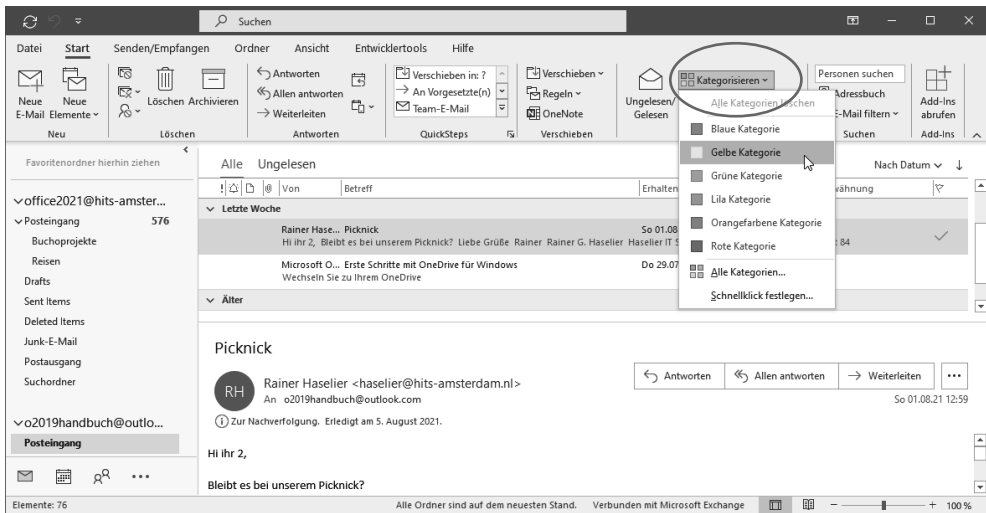 Suchen
Datei Start Senden/Empfangen Ordner Ansicht Entwicklertools Hilfe
Neue E-Mail
Neue Elemente
Neu
Löschen
Archivieren
Löschen
Antworten
Allen antworten
Weiterleiten
Antworten
Verschieben in: ?
An Vorgesetzte(n)
Team-E-Mail
QuickSteps
Verschieben
Regeln
OneNote
Verschieben
Ungelesen/
Gelesen
Kategorisieren
Alle Kategorien löschen
Blaue Kategorie
Gelbe Kategorie
Grüne Kategorie
Lila Kategorie
Orangefarbene Kategorie
Rote Kategorie
Alle Kategorien...
Schnellklick festlegen...
Personen suchen
Adressbuch
E-Mail filtern
Suchen
Add-Ins
abrufen
Add-Ins
Favoritenordner hierhin ziehen
office2021@hits-amster...
Posteingang 576
Buchoprojekte
Reisen
Drafts
Sent Items
Deleted Items
Junk-E-Mail
Postausgang
Suchordner
o2019handbuch@outlo...
Posteingang
Alle Ungelesen Nach Datum
! Von Betreff Erhalten wähnung
Letzte Woche
Rainer Hase... Picknick So 01.08
Hi ihr 2, Bleibt es bei unserem Picknick? Liebe Grüße Rainer Rainer G. Haselier Haselier IT S : 84
Microsoft O... Erste Schritte mit OneDrive für Windows Do 29.07
Wechseln Sie zu Ihrem OneDrive
Älter
Picknick
RH
Rainer Haselier <haselier@hits-amsterdam.nl>
An o2019handbuch@outlook.com
Antworten Allen antworten Weiterleiten
So 01.08.21 12:59
Zur Nachverfolgung. Erledigt am 5. August 2021.
Hi ihr 2,
Bleibt es bei unserem Picknick?
Elemente: 76 Alle Ordner sind auf dem neuesten Stand. Verbunden mit Microsoft Exchange 100 %